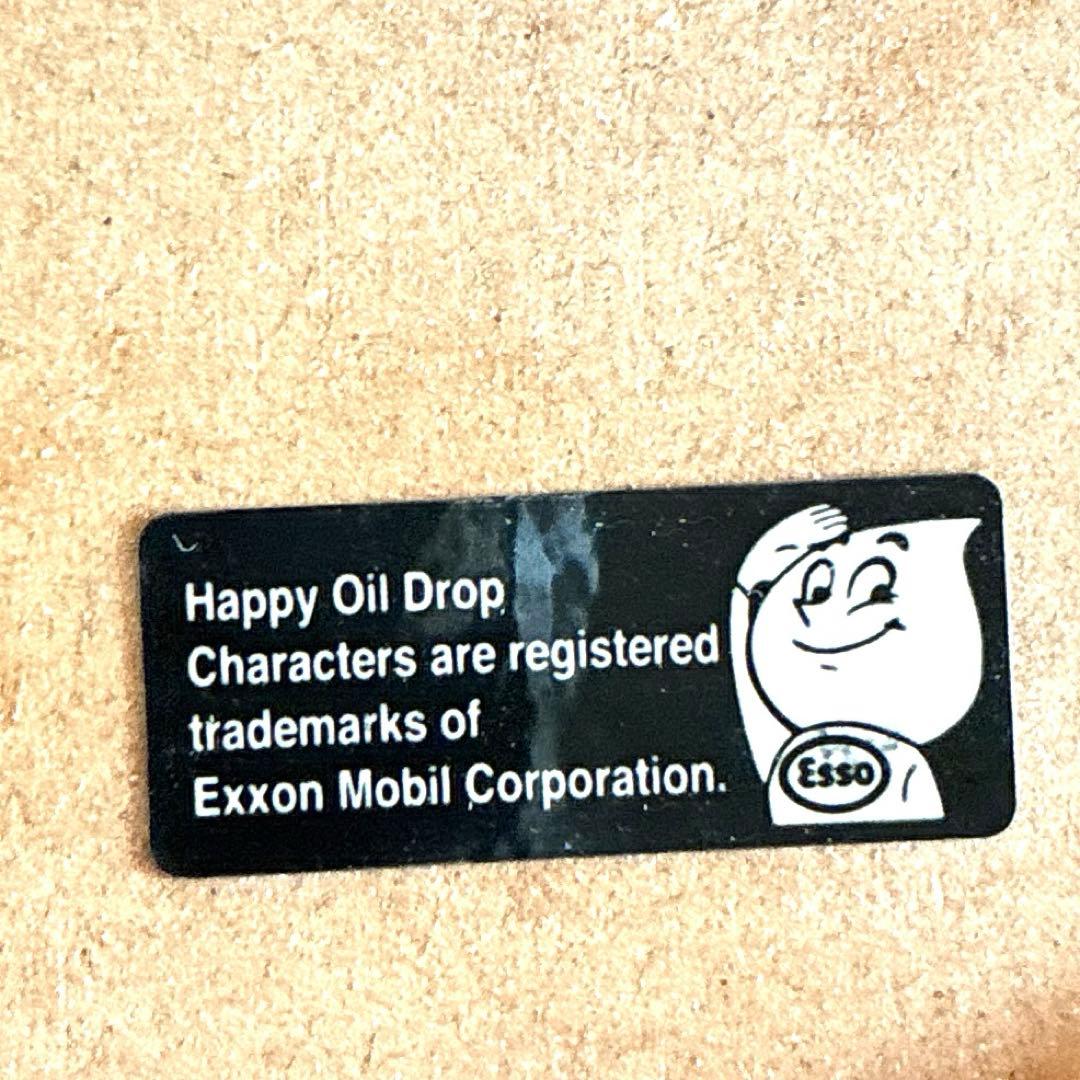 Happy Oil Drop
Characters are registered
trademarks of
Exxon Mobil Corporation.
Esso